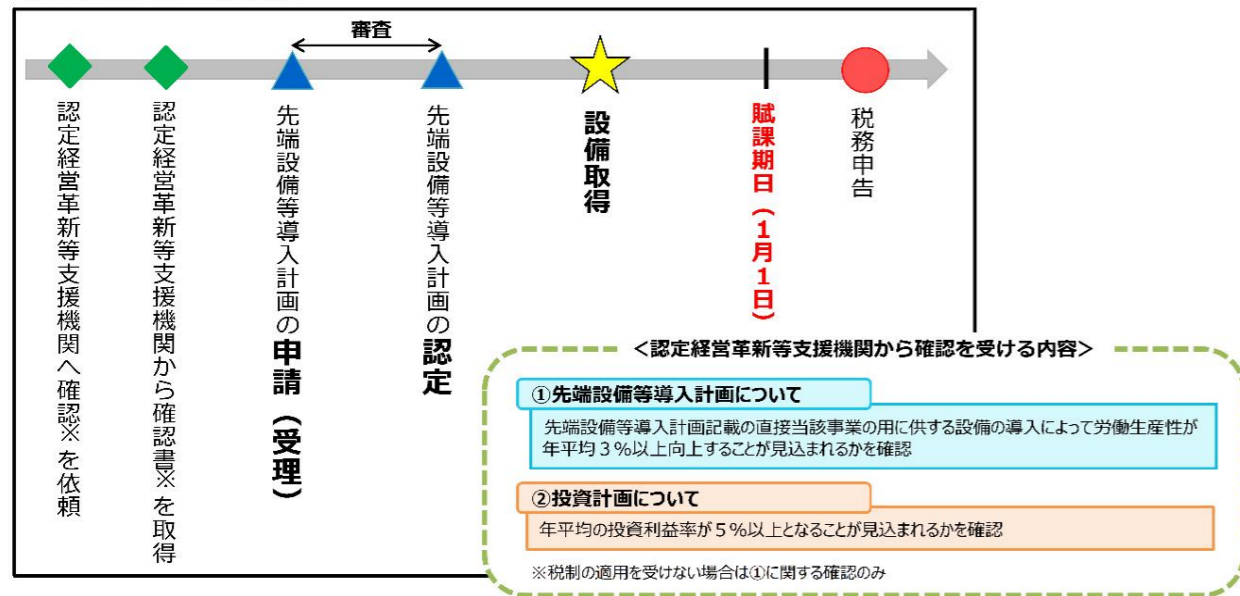 審査
認定経営革新等支援機関へ確認※を依頼
認定経営革新等支援機関から確認書※を取得
先端設備等導入計画の申請（受理）
先端設備等導入計画の認定
設備取得
賦課期日（1月1日）
税務申告
＜認定経営革新等支援機関から確認を受ける内容＞
①先端設備等導入計画について
先端設備等導入計画記載の直接当該事業の用に供する設備の導入によって労働生産性が
年平均３％以上向上することが見込まれるかを確認
②投資計画について
年平均の投資利益率が５％以上となることが見込まれるかを確認
※税制の適用を受けない場合は①に関する確認のみ